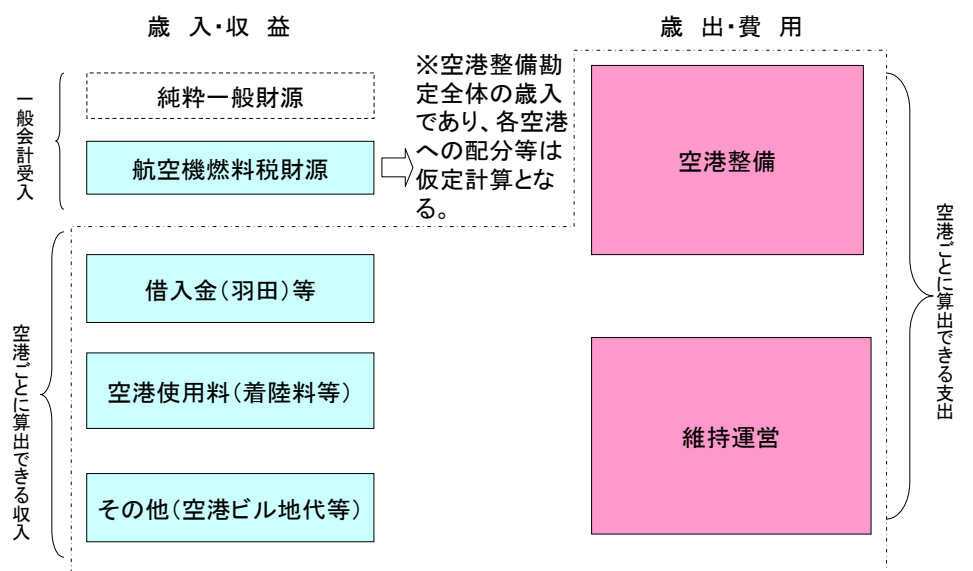 歳 入・収 益
歳 出・費 用
一般会計受入
純粋一般財源
航空機燃料税財源
※空港整備勘
定全体の歳入
であり、各空港
への配分等は
仮定計算とな
る。
空港ごとに算出できる収入
借入金(羽田)等
空港使用料(着陸料等)
その他(空港ビル地代等)
空港整備
維持運営
空港ごとに算出できる支出